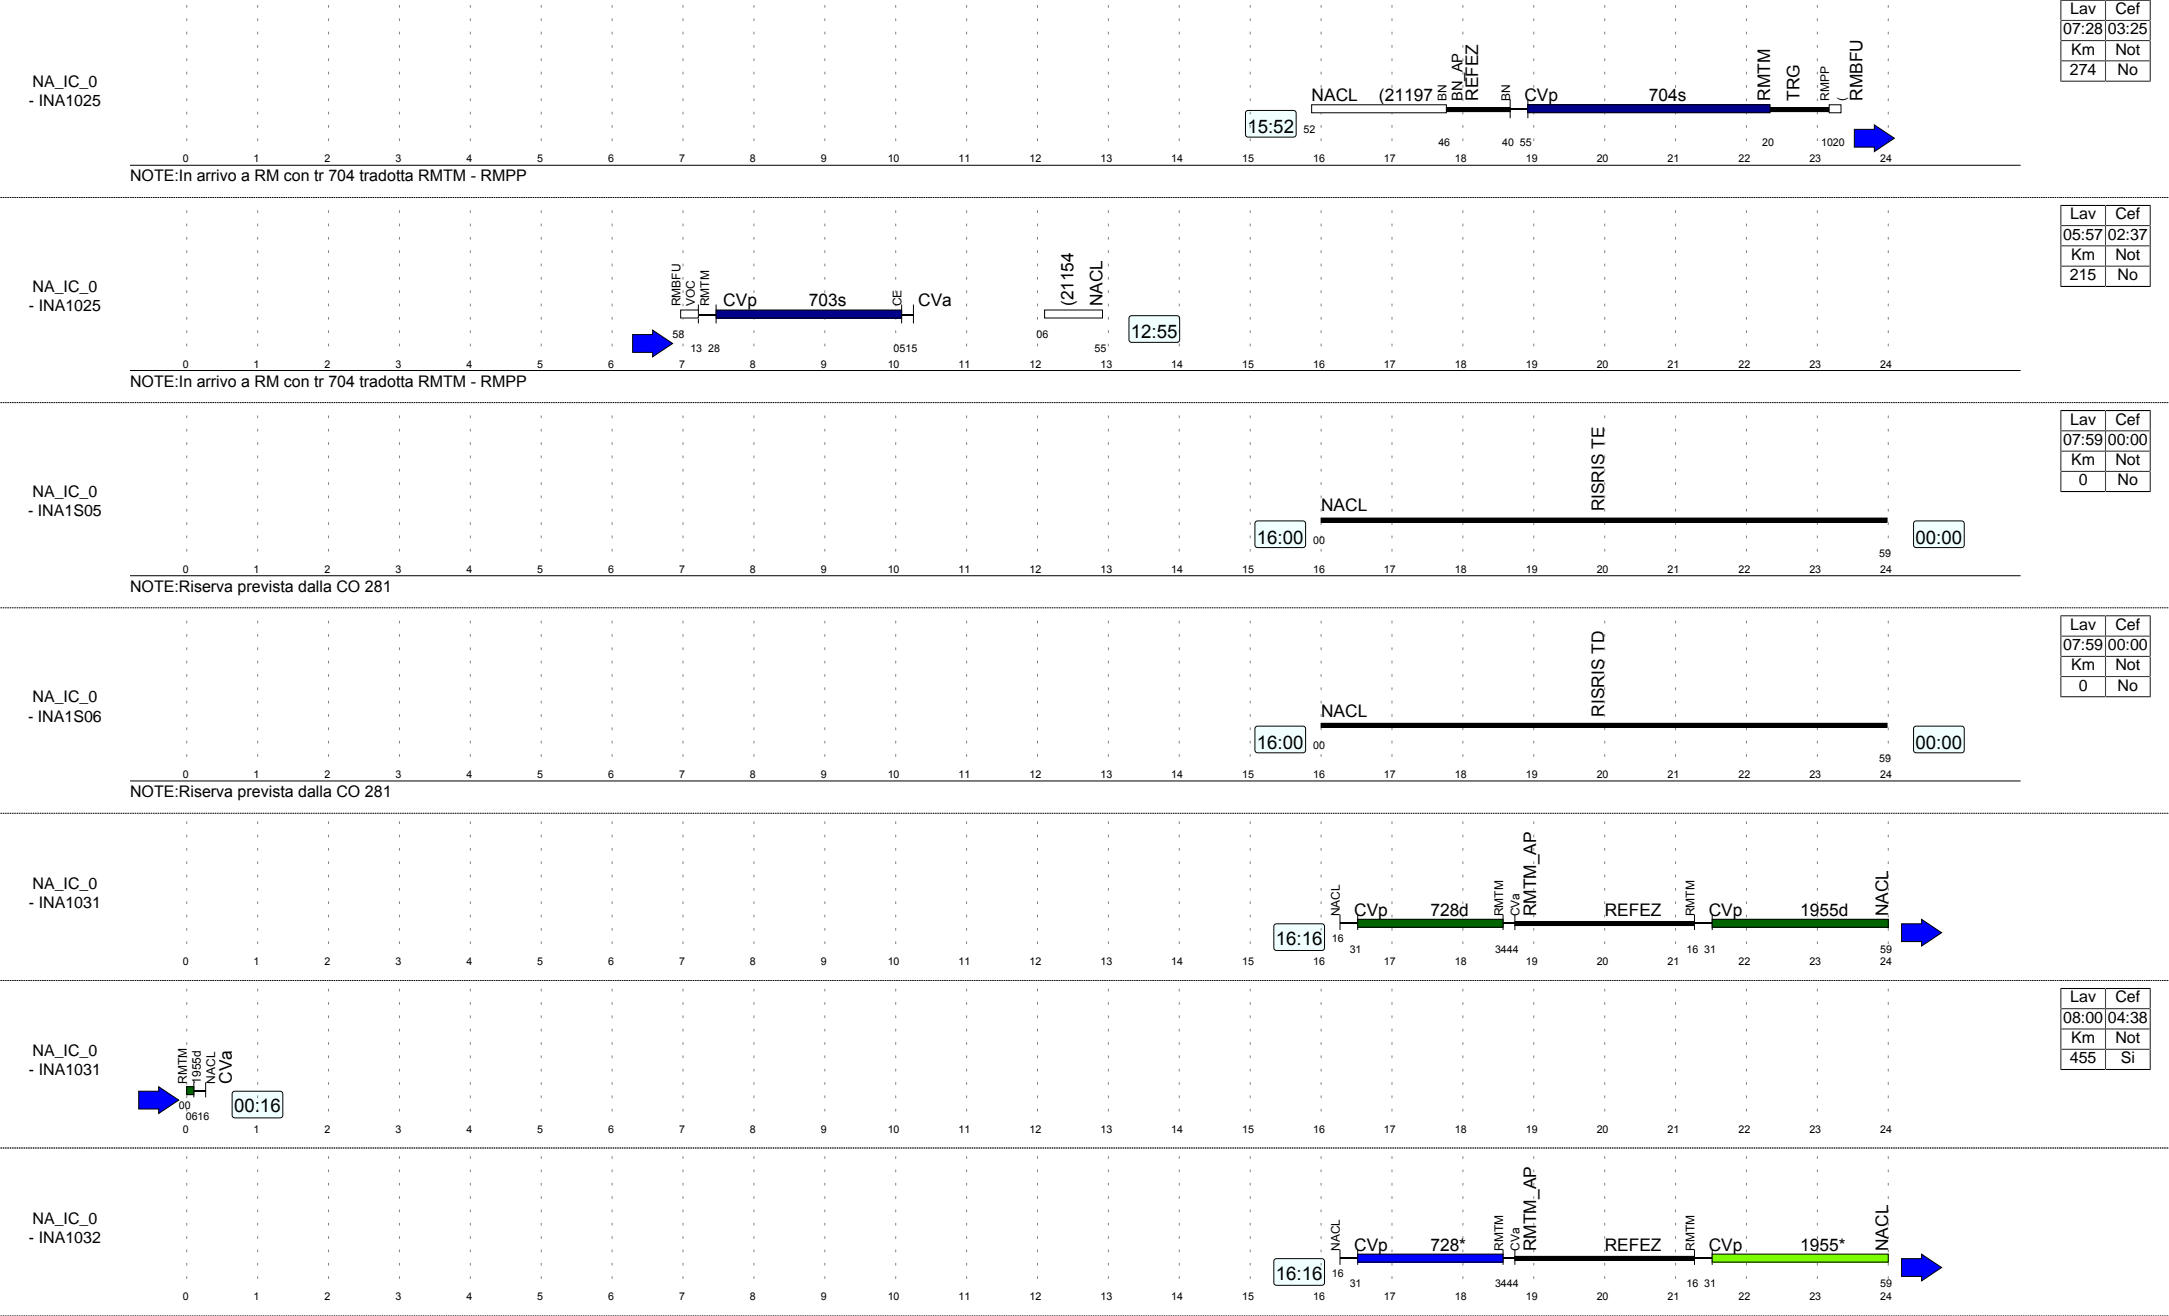 Lav Cef
07:28 03:25
Km Not
274 No
NA_IC_0
- INA1025
NACL (21197 BN BN_AP REFEZ BN CVp 704s RMTM TRG RMPP ( RMBFU
15:52 52 46 40 55 20 1020
0 1 2 3 4 5 6 7 8 9 10 11 12 13 14 15 16 17 18 19 20 21 22 23 24
NOTE:In arrivo a RM con tr 704 tradotta RMTM - RMPP
Lav Cef
05:57 02:37
Km Not
215 No
NA_IC_0
- INA1025
RMBFU VOC RMTM CVp 703s CE CVa (21154 NACL
58 13 28 0515 06 55 12:55
0 1 2 3 4 5 6 7 8 9 10 11 12 13 14 15 16 17 18 19 20 21 22 23 24
NOTE:In arrivo a RM con tr 704 tradotta RMTM - RMPP
Lav Cef
07:59 00:00
Km Not
0 No
NA_IC_0
- INA1S05
NACL RISRIS TE
16:00 00 59 00:00
0 1 2 3 4 5 6 7 8 9 10 11 12 13 14 15 16 17 18 19 20 21 22 23 24
NOTE:Riserva prevista dalla CO 281
Lav Cef
07:59 00:00
Km Not
0 No
NA_IC_0
- INA1S06
NACL RISRIS TD
16:00 00 59 00:00
0 1 2 3 4 5 6 7 8 9 10 11 12 13 14 15 16 17 18 19 20 21 22 23 24
NOTE:Riserva prevista dalla CO 281
NA_IC_0
- INA1031
NACL CVp 728d RMTM CVa RMTM_AP REFEZ RMTM CVp 1955d NACL
16:16 16 31 3444 16 31 59
0 1 2 3 4 5 6 7 8 9 10 11 12 13 14 15 16 17 18 19 20 21 22 23 24
Lav Cef
08:00 04:38
Km Not
455 Si
NA_IC_0
- INA1031
RMTM 1955d NACL CVa
00 0616 00:16
0 1 2 3 4 5 6 7 8 9 10 11 12 13 14 15 16 17 18 19 20 21 22 23 24
NA_IC_0
- INA1032
NACL CVp 728* RMTM CVa RMTM_AP REFEZ RMTM CVp 1955* NACL
16:16 16 31 3444 16 31 59
0 1 2 3 4 5 6 7 8 9 10 11 12 13 14 15 16 17 18 19 20 21 22 23 24